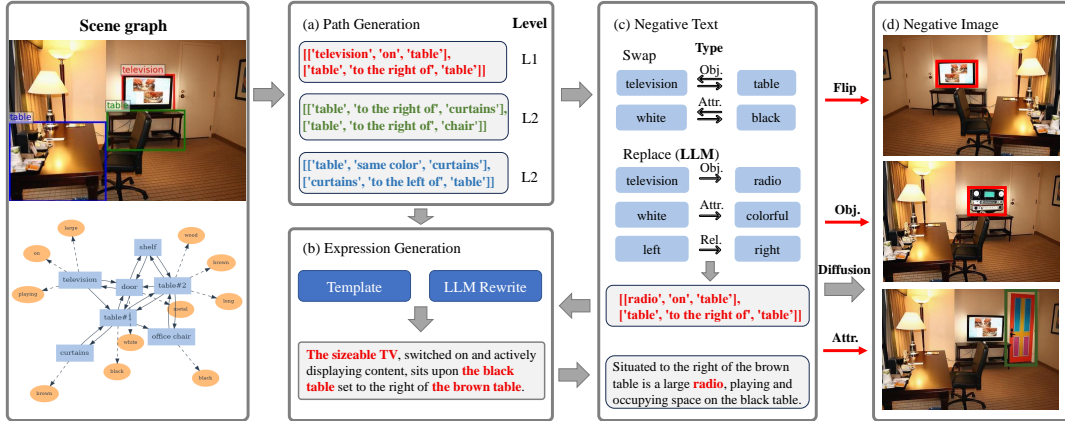 Scene graph
television
table
table
large
wood
on
shelf
brown
television
door
table#2
playing
long
metal
table#1
white
office chair
curtains
black
black
brown
(a) Path Generation
Level
[['television', 'on', 'table'],
['table', 'to the right of', 'table']]
L1
[['table', 'to the right of', 'curtains'],
['table', 'to the right of', 'chair']]
L2
[['table', 'same color', 'curtains'],
['curtains', 'to the left of', 'table']]
L2
(b) Expression Generation
Template
LLM Rewrite
The sizeable TV, switched on and actively
displaying content, sits upon the black
table set to the right of the brown table.
(c) Negative Text
Swap
Type
television
Obj.
table
white
Attr.
black
Replace (LLM)
television
Obj.
radio
white
Attr.
colorful
left
Rel.
right
[[radio', 'on', 'table'],
['table', 'to the right of', 'table']]
Situated to the right of the brown
table is a large radio, playing and
occupying space on the black table.
Flip
Obj.
Diffusion
Attr.
(d) Negative Image